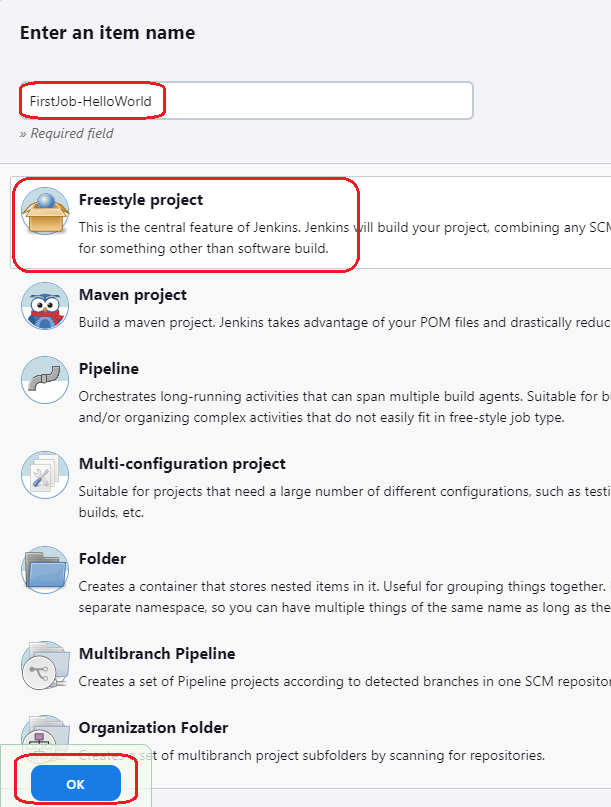 Enter an item name
FirstJob-HelloWorld
» Required field
Freestyle project
This is the central feature of Jenkins. Jenkins will build your project, combining any SCM
for something other than software build.
Maven project
Build a maven project. Jenkins takes advantage of your POM files and drastically reduc
Pipeline
Orchestrates long-running activities that can span multiple build agents. Suitable for
and/or organizing complex activities that do not easily fit in free-style job type.
Multi-configuration project
Suitable for projects that need a large number of different configurations, such as testi
builds, etc.
Folder
Creates a container that stores nested items in it. Useful for grouping things together.
separate namespace, so you can have multiple things of the same name as long as the
Multibranch Pipeline
Creates a set of Pipeline projects according to detected branches in one SCM repositor
Organization Folder
Creates a set of multibranch project subfolders by scanning for repositories.
OK